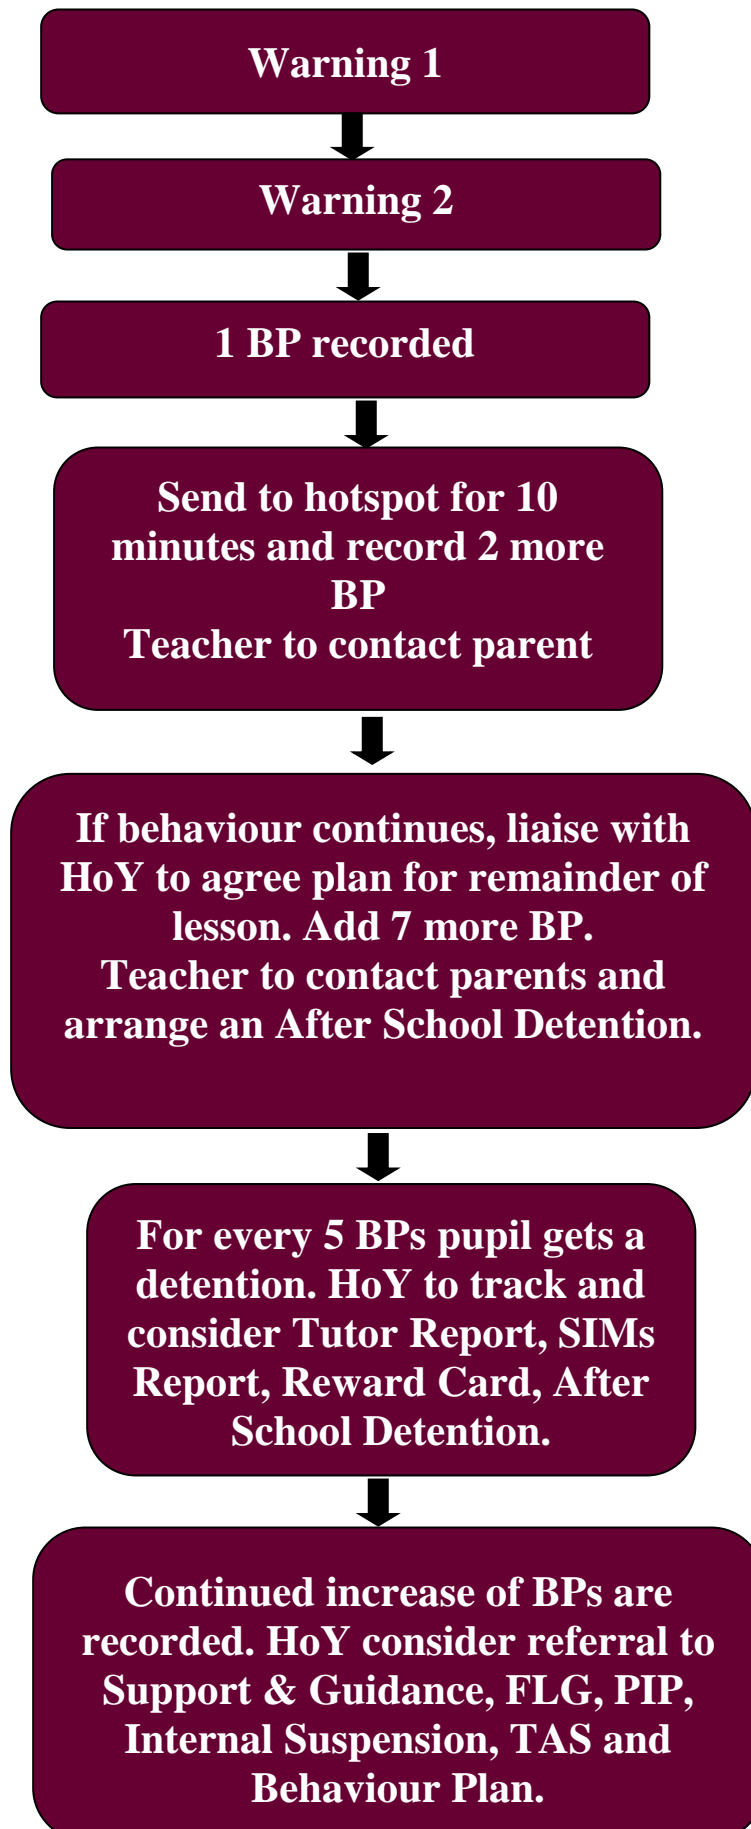 Warning 1
Warning 2
1 BP recorded
Send to hotspot for 10
minutes and record 2 more
BP
Teacher to contact parent
If behaviour continues, liaise with
HoY to agree plan for remainder of
lesson. Add 7 more BP.
Teacher to contact parents and
arrange an After School Detention.
For every 5 BPs pupil gets a
detention. HoY to track and
consider Tutor Report, SIMs
Report, Reward Card, After
School Detention.
Continued increase of BPs are
recorded. HoY consider referral to
Support & Guidance, FLG, PIP,
Internal Suspension, TAS and
Behaviour Plan.